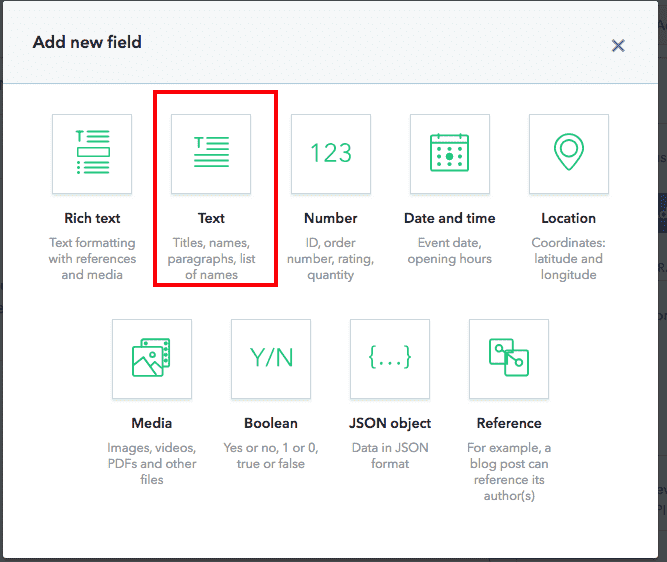 Add new field
T
T
123
Rich text
Text
Number
Date and time
Location
Text formatting
with references
and media
Titles, names,
paragraphs, list
of names
ID, order
number, rating,
quantity
Event date,
opening hours
Coordinates:
latitude and
longitude
Y/N
{...}
Media
Boolean
JSON object
Reference
Images, videos,
PDFs and other
files
Yes or no, 1 or 0,
true or false
Data in JSON
format
For example, a
blog post can
reference its
author(s)